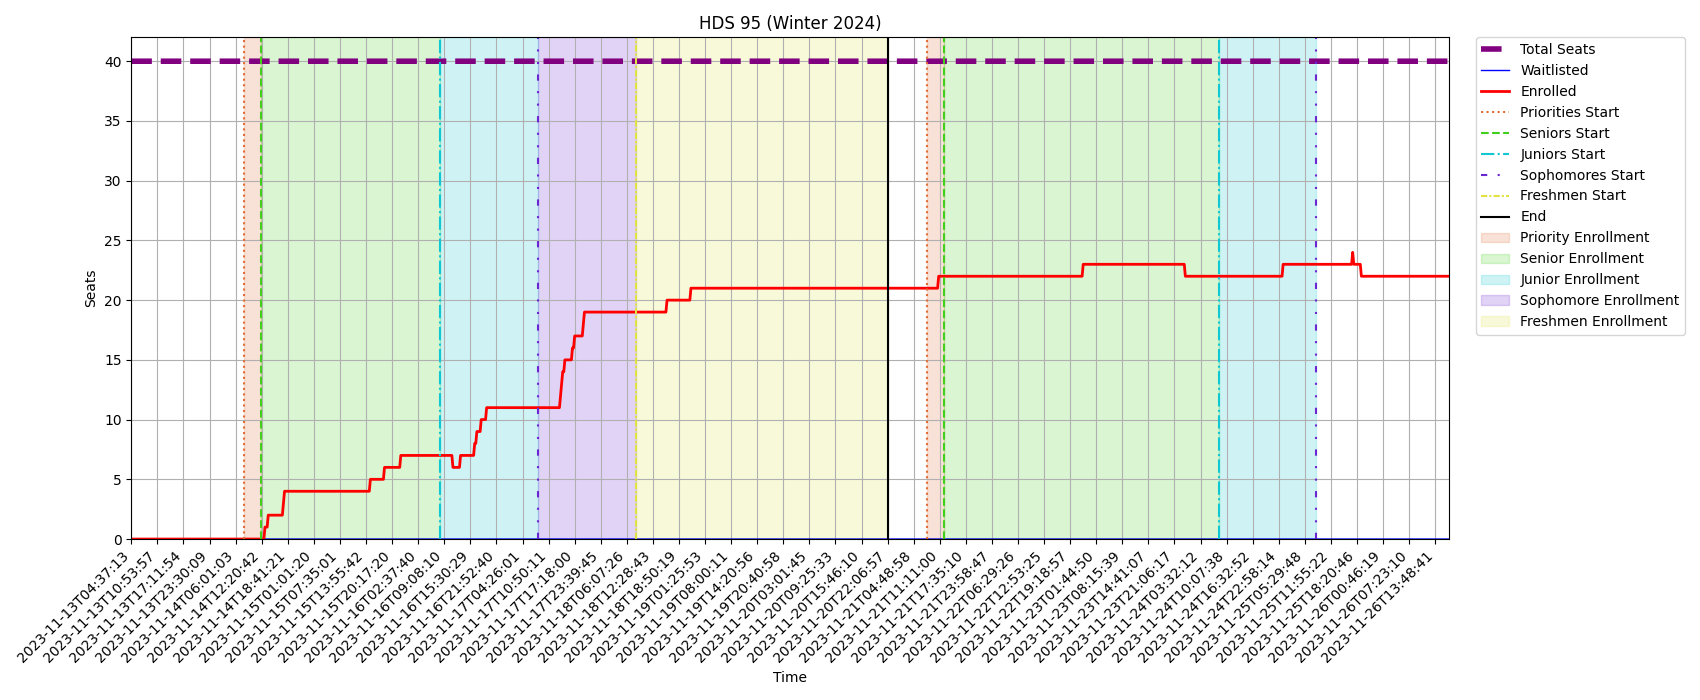 HDS 95 (Winter 2024)
Seats
40
35
30
25
20
15
10
5
0
2023-11-13T04:37:13
2023-11-13T10:53:57
2023-11-13T17:11:54
2023-11-13T23:30:09
2023-11-14T06:01:03
2023-11-14T12:20:42
2023-11-14T18:41:21
2023-11-15T01:01:20
2023-11-15T07:35:01
2023-11-15T13:55:42
2023-11-15T20:17:20
2023-11-16T02:37:40
2023-11-16T09:08:10
2023-11-16T15:30:29
2023-11-16T21:52:40
2023-11-17T04:26:01
2023-11-17T10:50:11
2023-11-17T17:18:00
2023-11-17T23:39:45
2023-11-18T06:07:26
2023-11-18T12:28:43
2023-11-18T18:50:19
2023-11-19T01:25:53
2023-11-19T08:00:11
2023-11-19T14:20:56
2023-11-19T20:40:58
2023-11-20T03:01:45
2023-11-20T09:25:33
2023-11-20T15:46:10
2023-11-20T22:06:57
2023-11-21T04:48:58
2023-11-21T11:11:00
2023-11-21T17:35:10
2023-11-21T23:58:47
2023-11-22T06:29:26
2023-11-22T12:53:25
2023-11-22T19:18:57
2023-11-23T01:44:50
2023-11-23T08:15:39
2023-11-23T14:41:07
2023-11-23T21:06:17
2023-11-24T03:32:12
2023-11-24T10:07:38
2023-11-24T16:32:52
2023-11-24T22:58:14
2023-11-25T05:29:48
2023-11-25T11:55:22
2023-11-25T18:20:46
2023-11-26T00:46:19
2023-11-26T07:23:10
2023-11-26T13:48:41
Time
Total Seats
Waitlisted
Enrolled
Priorities Start
Seniors Start
Juniors Start
Sophomores Start
Freshmen Start
End
Priority Enrollment
Senior Enrollment
Junior Enrollment
Sophomore Enrollment
Freshmen Enrollment